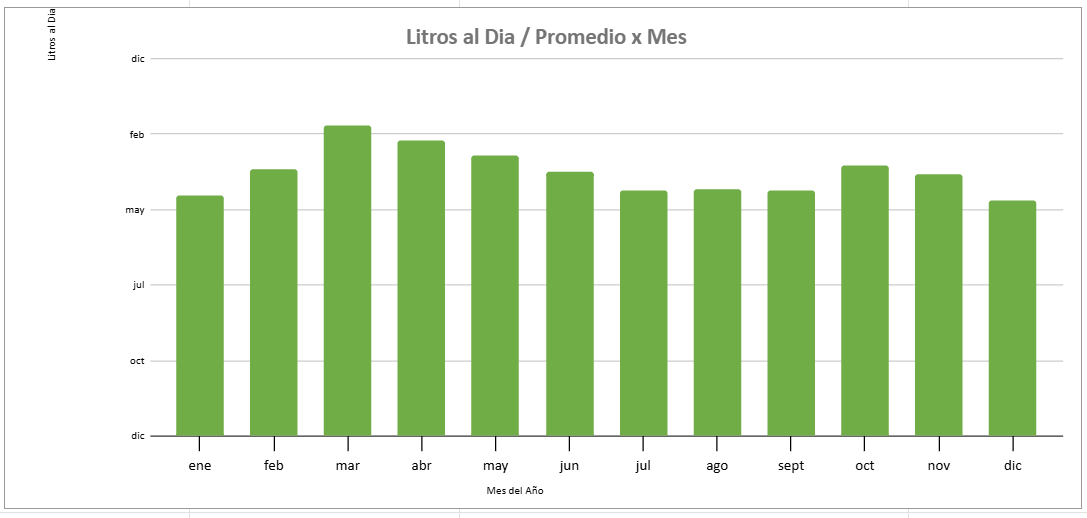 Litros al Dia / Promedio x Mes
Litros al Dia
dic
feb
may
jul
oct
dic
ene feb mar abr may jun jul ago sept oct nov dic
Mes del Año